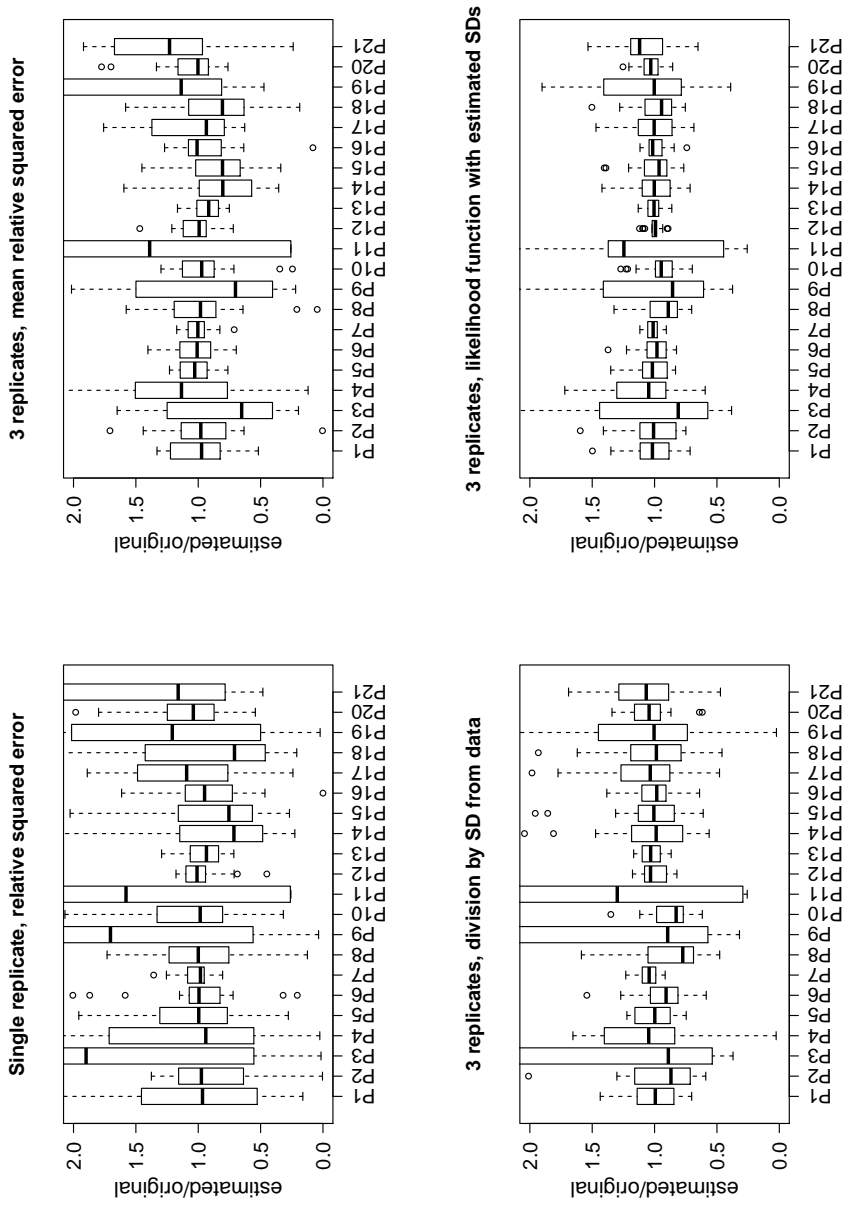 Single replicate, relative squared error
estimated/original
0.0
0.5
1.0
1.5
2.0
P1
P2
P3
P4
P5
P6
P7
P8
P9
P10
P11
P12
P13
P14
P15
P16
P17
P18
P19
P20
P21
3 replicates, mean relative squared error
estimated/original
0.0
0.5
1.0
1.5
2.0
P1
P2
P3
P4
P5
P6
P7
P8
P9
P10
P11
P12
P13
P14
P15
P16
P17
P18
P19
P20
P21
3 replicates, division by SD from data
estimated/original
0.0
0.5
1.0
1.5
2.0
P1
P2
P3
P4
P5
P6
P7
P8
P9
P10
P11
P12
P13
P14
P15
P16
P17
P18
P19
P20
P21
3 replicates, likelihood function with estimated SDs
estimated/original
0.0
0.5
1.0
1.5
2.0
P1
P2
P3
P4
P5
P6
P7
P8
P9
P10
P11
P12
P13
P14
P15
P16
P17
P18
P19
P20
P21